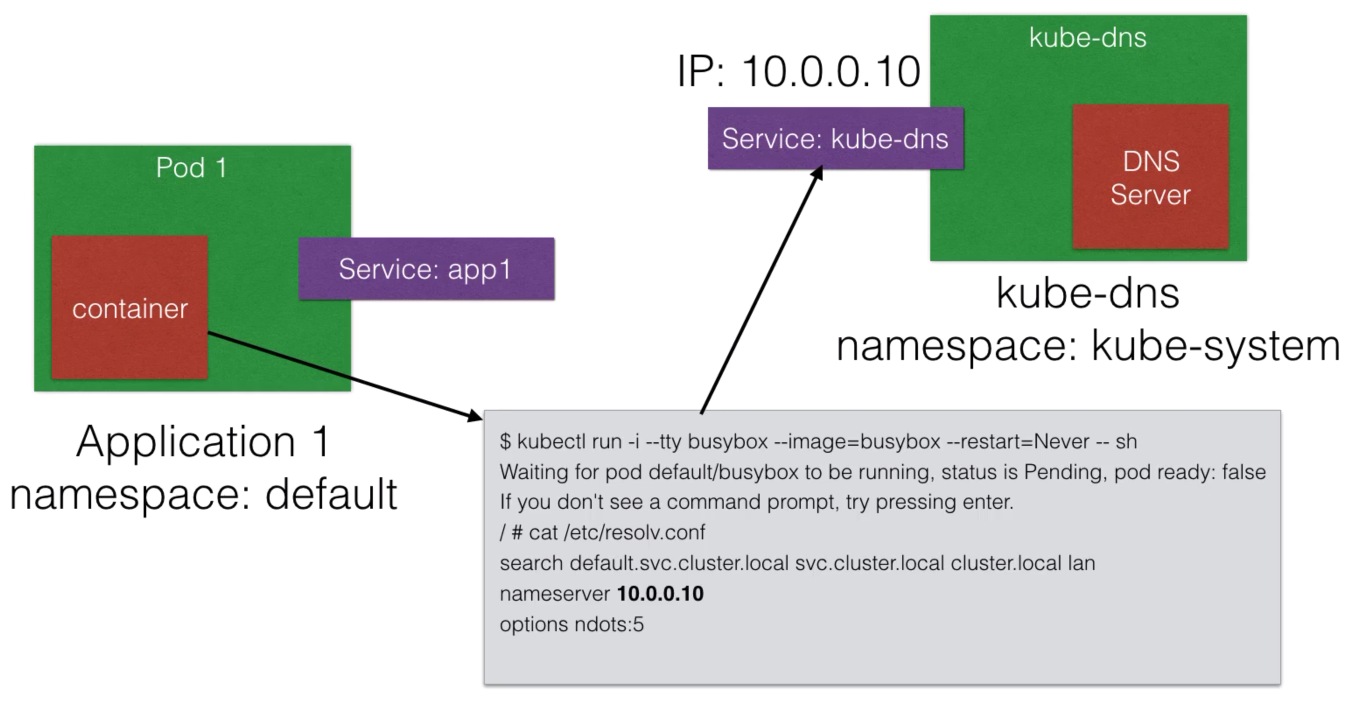 kube-dns
IP: 10.0.0.10
Service: kube-dns
DNS
Server
kube-dns
namespace: kube-system
Pod 1
Service: app1
container
Application 1
namespace: default
$ kubectl run -i --tty busybox --image=busybox --restart=Never -- sh
Waiting for pod default/busybox to be running, status is Pending, pod ready: false
If you don't see a command prompt, try pressing enter.
/ # cat /etc/resolv.conf
search default.svc.cluster.local svc.cluster.local cluster.local lan
nameserver 10.0.0.10
options ndots:5